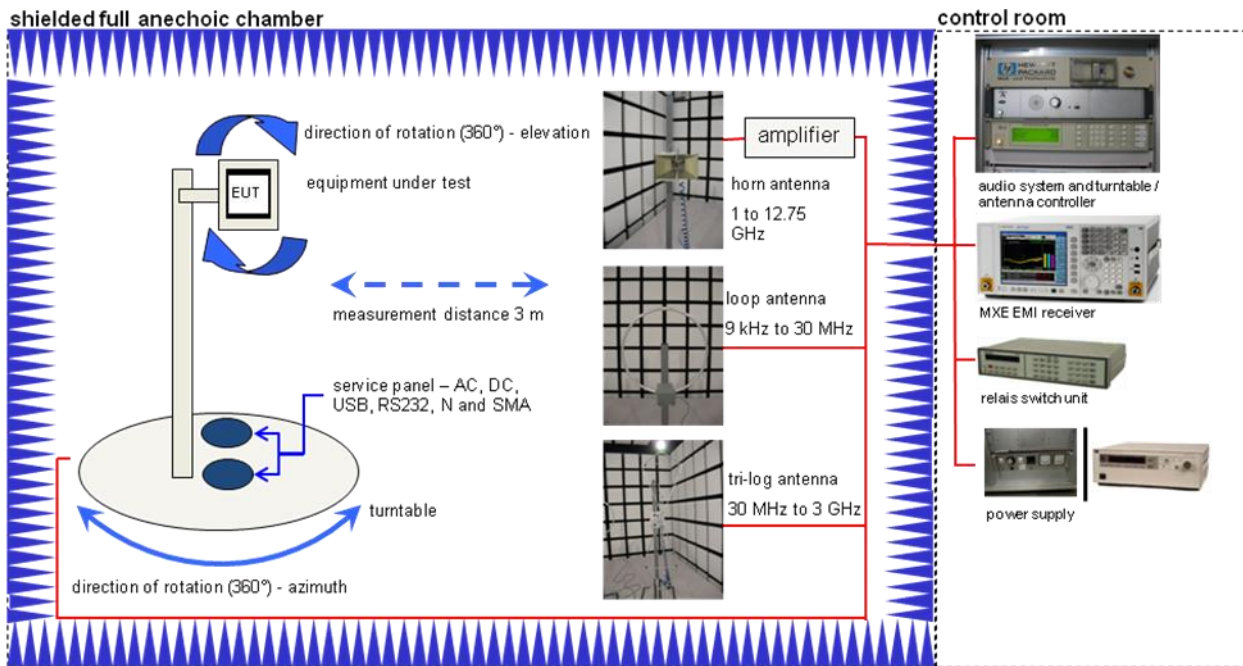 shielded full anechoic chamber
control room
direction of rotation (360°) - elevation
EUT
equipment under test
measurement distance 3 m
service panel – AC, DC,
USB, RS232, N and SMA
turntable
direction of rotation (360°) - azimuth
amplifier
horn antenna
1 to 12.75
GHz
loop antenna
9 kHz to 30 MHz
tri-log antenna
30 MHz to 3 GHz
hp HEWLETT
PACKARD
audio system and turntable /
antenna controller
MXE EMI receiver
relais switch unit
power supply